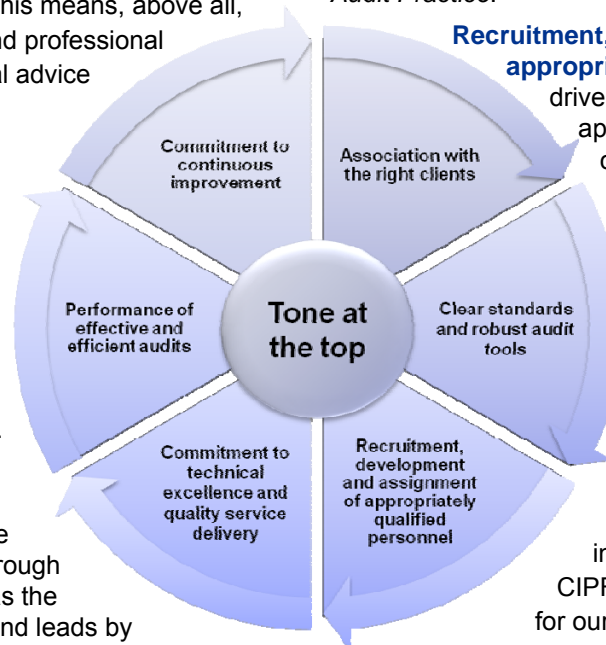 his means, above all,
nd professional
al advice
Audit Practice.
Recruitment,
appropri
drive
ap
Commitment to
continuous
improvement
Association with
the right clients
Performance of
effective and
efficient audits
Tone at
the top
Clear standards
and robust audit
tools
Commitment to
technical
excellence and
quality service
delivery
Recruitment,
development
and assignment
of appropriately
qualified
personnel
e
rough
s the
nd leads by
in
CIPF
for our